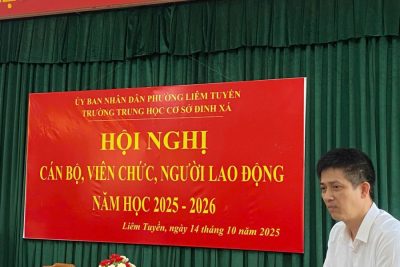 ỦY BAN NHÂN DÂN PHƯỜNG LIÊM TUYỀN
TRƯỜNG TRUNG HỌC CƠ SỞ ĐINH XÁ
HỘI NGHỊ
CÁN BỘ, VIÊN CHỨC, NGƯỜI LAO ĐỘNG
NĂM HỌC 2025 - 2026
Liêm Tuyền, ngày 14 tháng 10 năm 2025